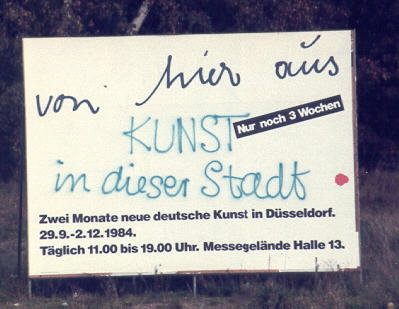 von hier aus
Nur noch 3 Wochen
KUNST
in dieser Stadt
Zwei Monate neue deutsche Kunst in Düsseldorf.
29.9.-2.12.1984.
Täglich 11.00 bis 19.00 Uhr. Messegelände Halle 13.